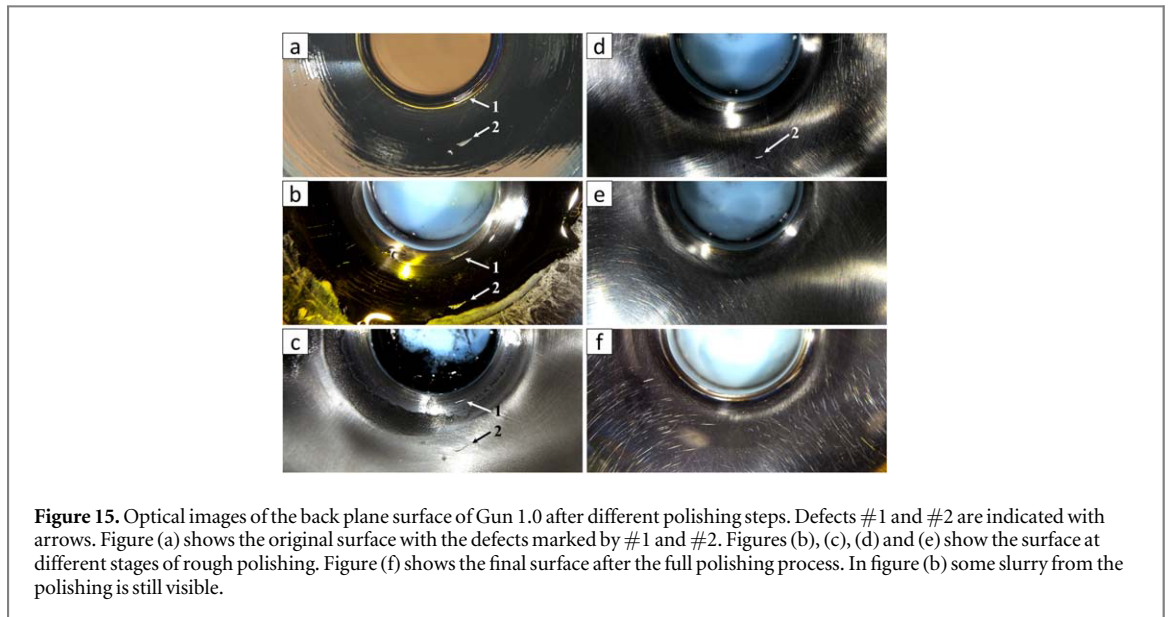 a
1
2
d
2
b
1
2
e
c
1
2
f
Figure 15. Optical images of the back plane surface of Gun 1.0 after different polishing steps. Defects #1 and #2 are indicated with
arrows. Figure (a) shows the original surface with the defects marked by #1 and #2. Figures (b), (c), (d) and (e) show the surface at
different stages of rough polishing. Figure (f) shows the final surface after the full polishing process. In figure (b) some slurry from the
polishing is still visible.